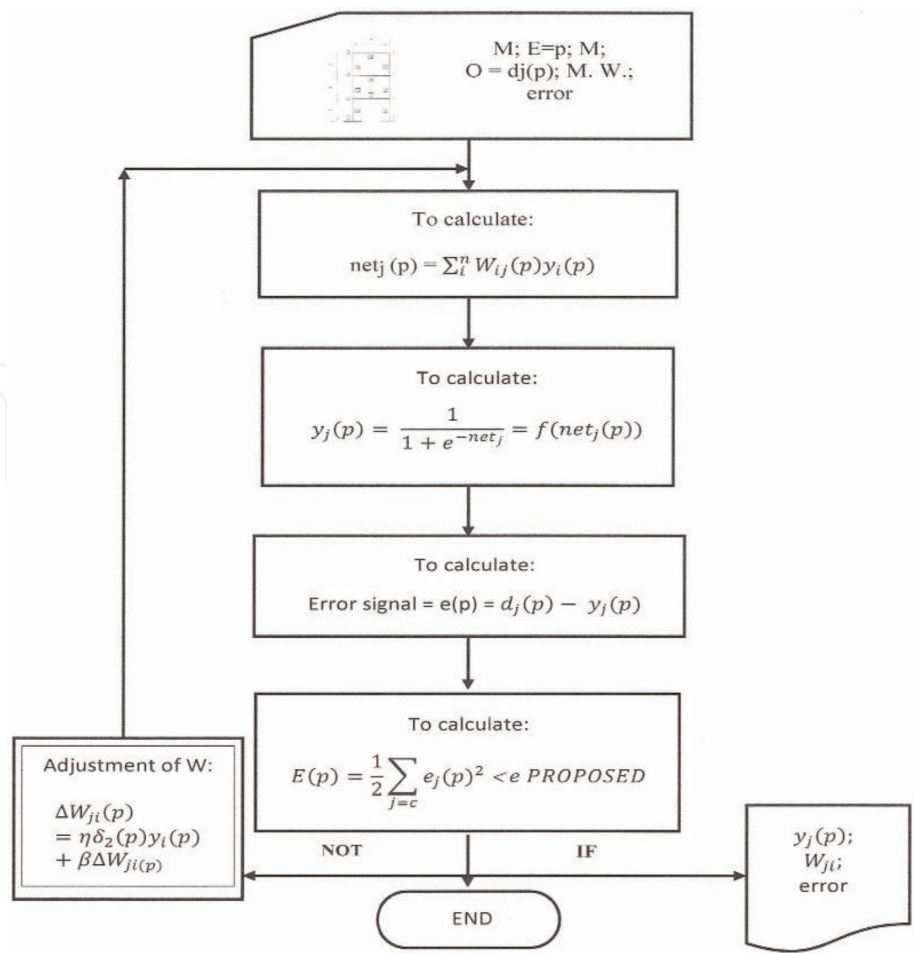 M; E=p; M;
O = dj(p); M. W.;
error
To calculate:
netj (p) = ∑ᵢⁿ Wᵢⱼ(p)yᵢ(p)
To calculate:
yⱼ(p) = 1 / (1 + e^(−netⱼ)) = f(netⱼ(p))
To calculate:
Error signal = e(p) = dⱼ(p) − yⱼ(p)
To calculate:
E(p) = 1/2 ∑_(j=c) eⱼ(p)² <e PROPOSED
Adjustment of W:
ΔWⱼᵢ(p)
= ηδ₂(p)yᵢ(p)
+ βΔWⱼᵢ₍ₚ₎
NOT
IF
yⱼ(p);
Wⱼᵢ;
error
END